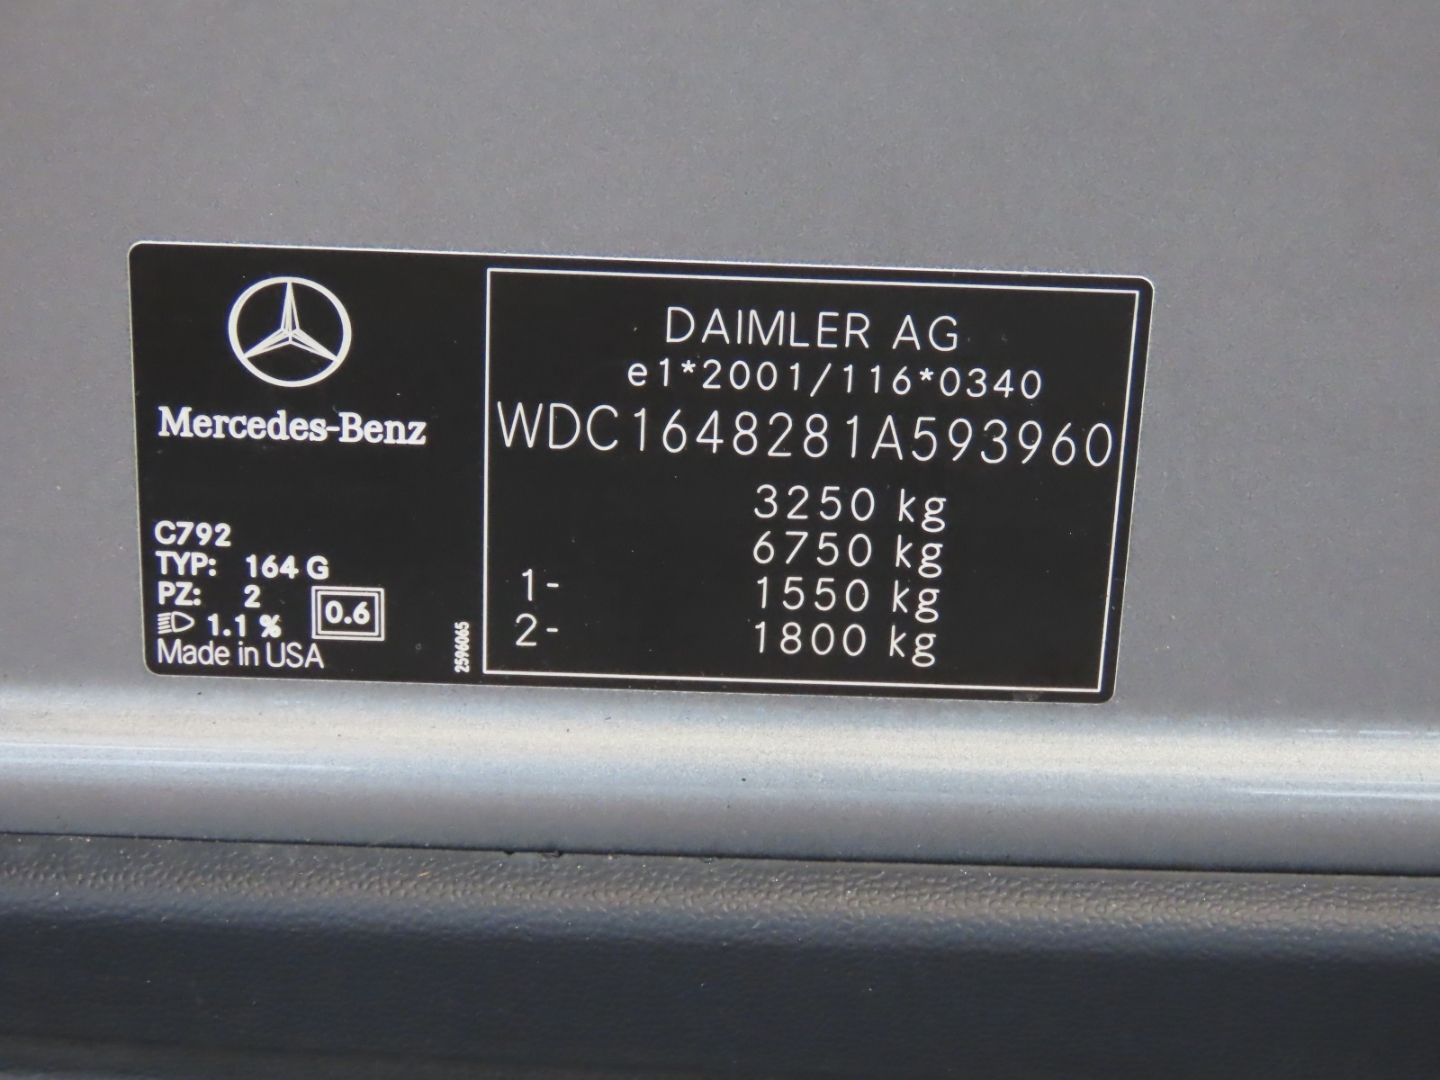 Mercedes-Benz
C792
TYP: 164 G
PZ: 2
1.1 %
0.6
Made in USA
2596065
DAIMLER AG
e1*2001/116*0340
WDC1648281A593960
3250 kg
6750 kg
1- 1550 kg
2- 1800 kg